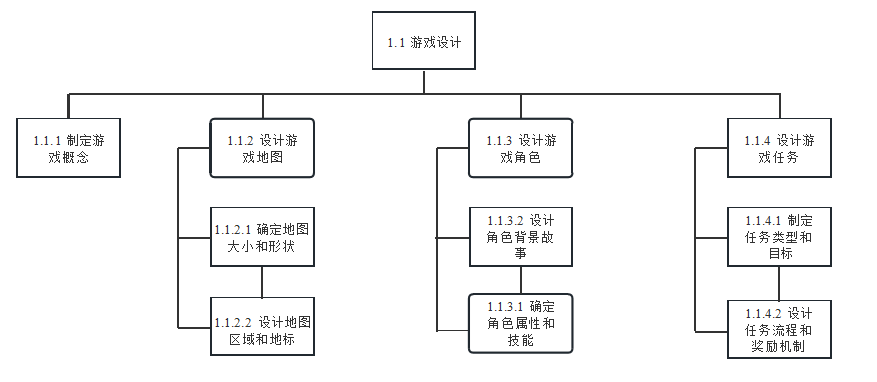 1.1 游戏设计
1.1.1 制定游
戏概念
1.1.2 设计游
戏地图
1.1.3 设计游
戏角色
1.1.4 设计游
戏任务
1.1.2.1 确定地图
大小和形状
1.1.3.2 设计
角色背景故
事
1.1.4.1 制定
任务类型和
目标
1.1.2.2 设计地图
区域和地标
1.1.3.1 确定
角色属性和
技能
1.1.4.2 设计
任务流程和
奖励机制